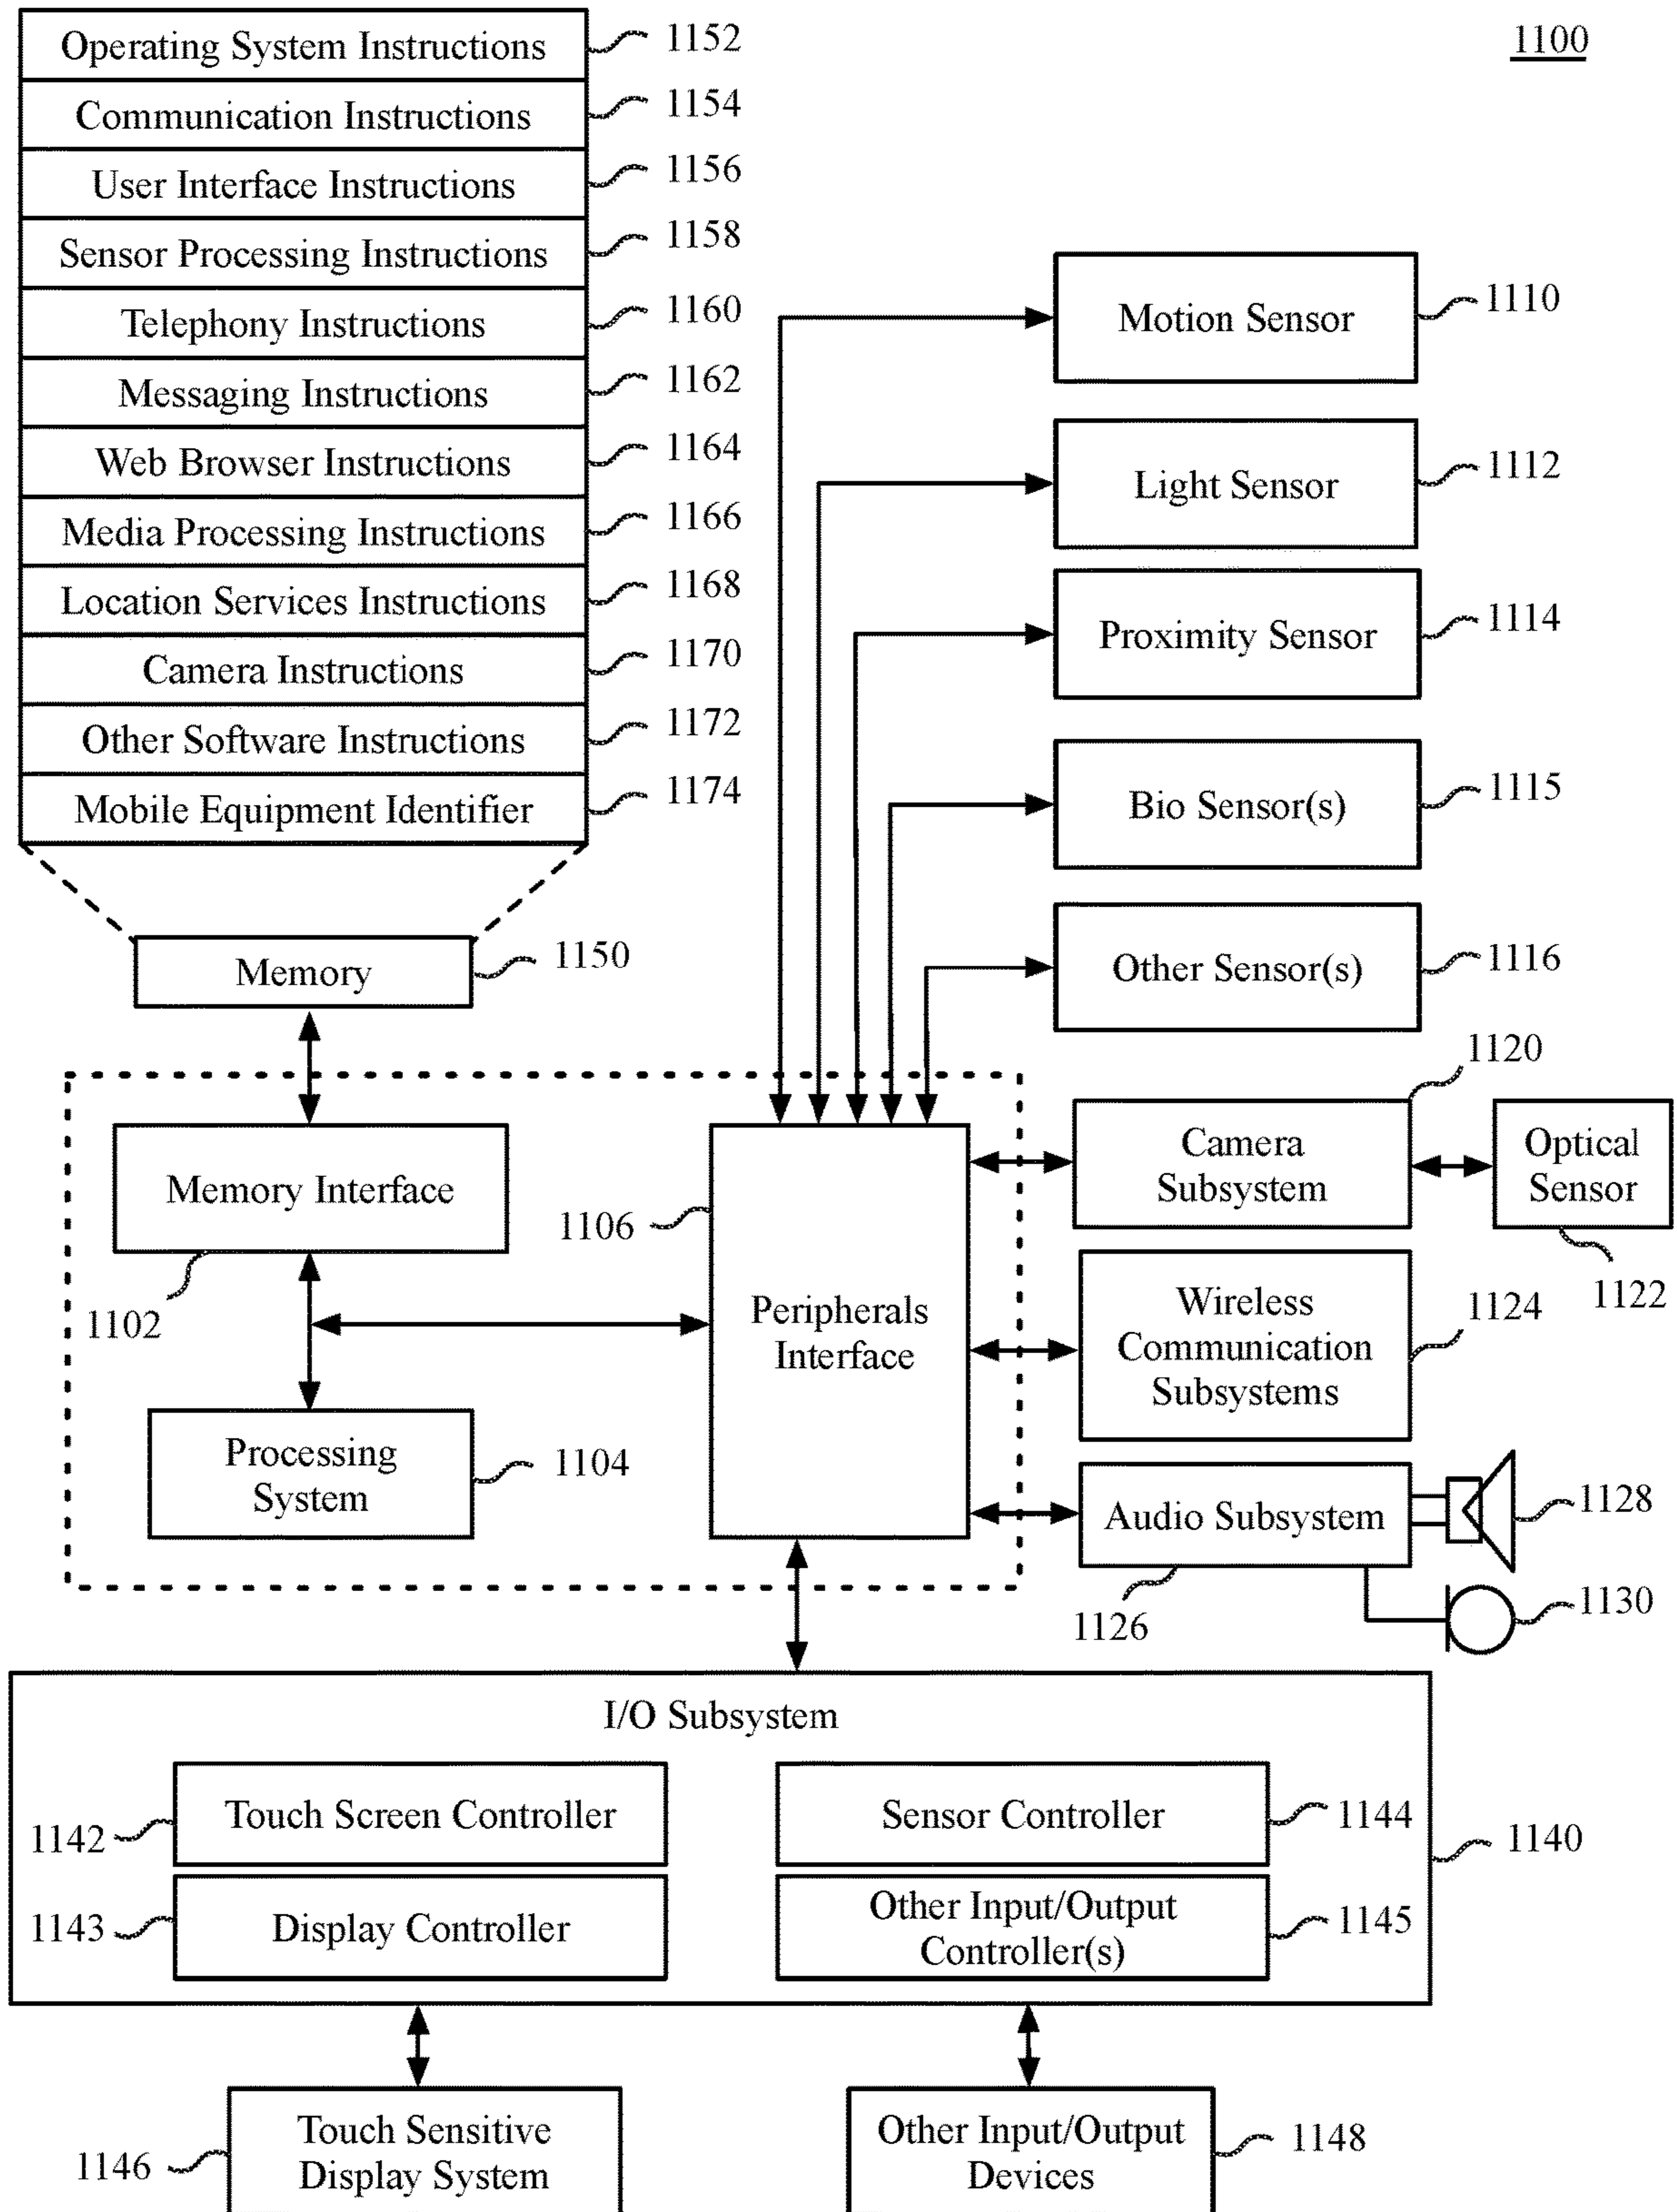 1100
Operating System Instructions 1152
Communication Instructions 1154
User Interface Instructions 1156
Sensor Processing Instructions 1158
Telephony Instructions 1160
Messaging Instructions 1162
Web Browser Instructions 1164
Media Processing Instructions 1166
Location Services Instructions 1168
Camera Instructions 1170
Other Software Instructions 1172
Mobile Equipment Identifier 1174
Memory 1150
Motion Sensor 1110
Light Sensor 1112
Proximity Sensor 1114
Bio Sensor(s) 1115
Other Sensor(s) 1116
Memory Interface
1102
Processing
System
1104
1106
Peripherals
Interface
1120
Camera
Subsystem
Optical
Sensor
1122
Wireless
Communication
Subsystems
1124
Audio Subsystem
1126
1128
1130
I/O Subsystem
1140
Touch Screen Controller
1142
Display Controller
1143
Sensor Controller
1144
Other Input/Output
Controller(s)
1145
Touch Sensitive
Display System
1146
Other Input/Output
Devices
1148